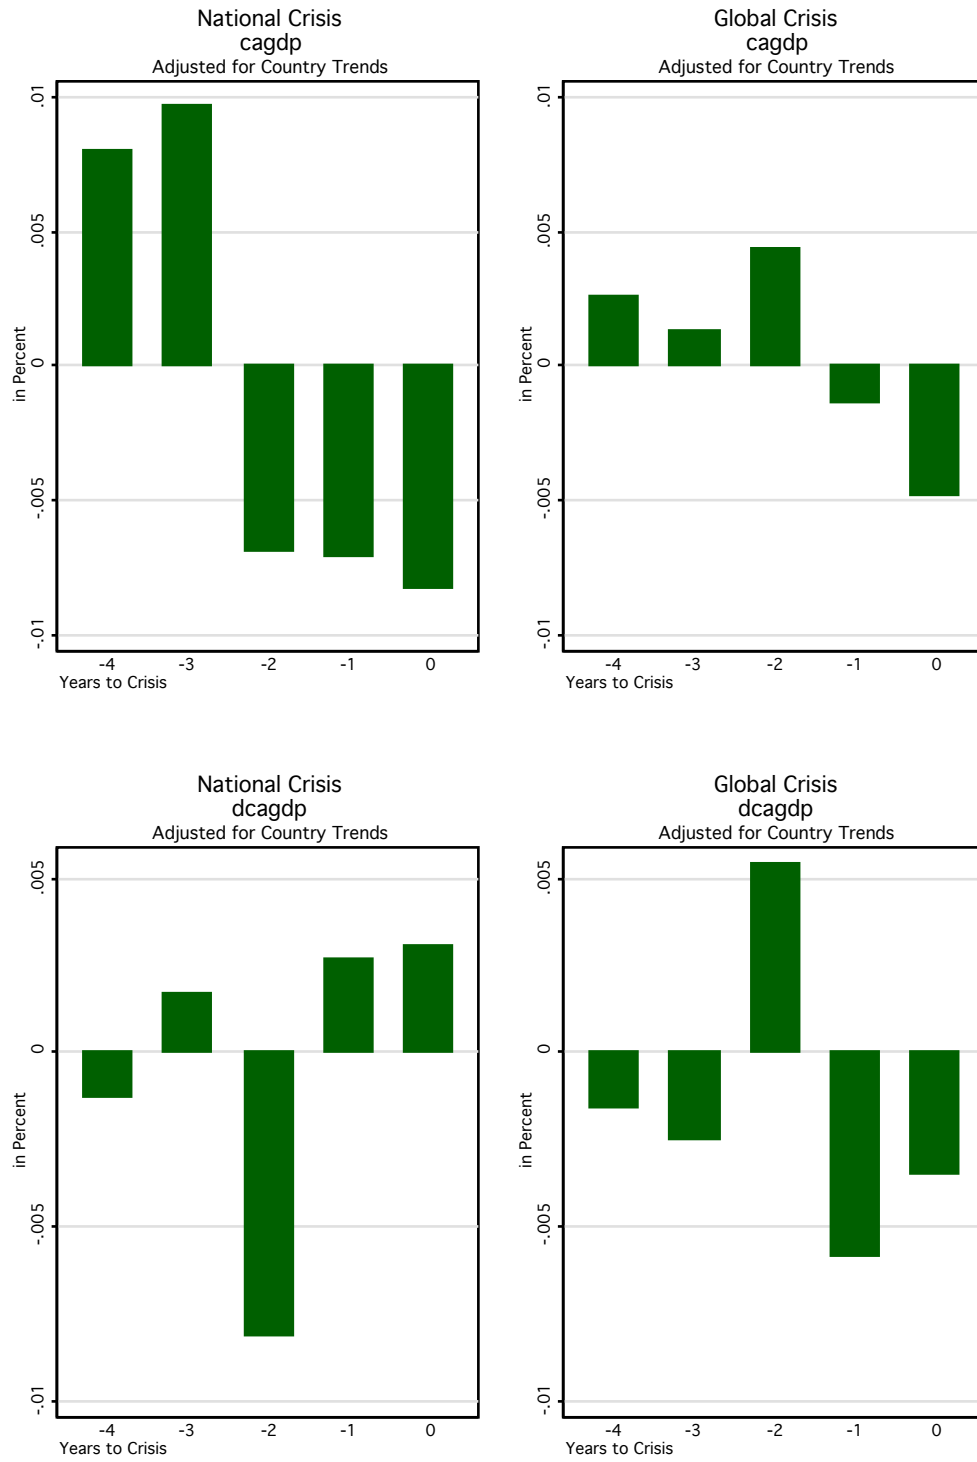 National Crisis
cagdp
Adjusted for Country Trends
.01
.005
0
-.005
-.01
in Percent
-4 -3 -2 -1 0
Years to Crisis
Global Crisis
cagdp
Adjusted for Country Trends
.01
.005
0
-.005
-.01
in Percent
-4 -3 -2 -1 0
Years to Crisis
National Crisis
dcagdp
Adjusted for Country Trends
.005
0
-.005
-.01
in Percent
-4 -3 -2 -1 0
Years to Crisis
Global Crisis
dcagdp
Adjusted for Country Trends
.005
0
-.005
-.01
in Percent
-4 -3 -2 -1 0
Years to Crisis